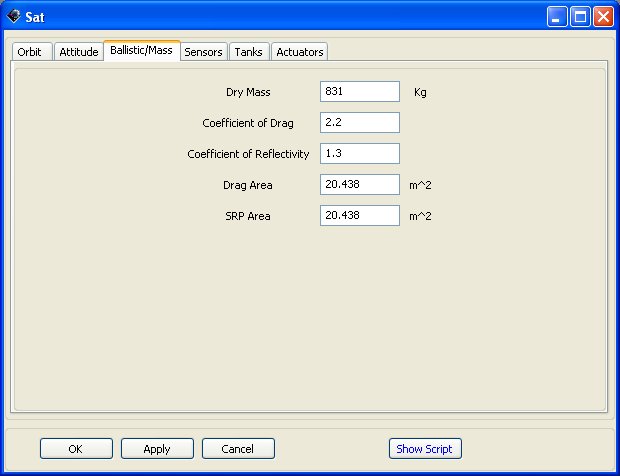 Sat
Orbit Attitude Ballistic/Mass Sensors Tanks Actuators
Dry Mass 831 Kg
Coefficient of Drag 2.2
Coefficient of Reflectivity 1.3
Drag Area 20.438 m^2
SRP Area 20.438 m^2
OK Apply Cancel Show Script